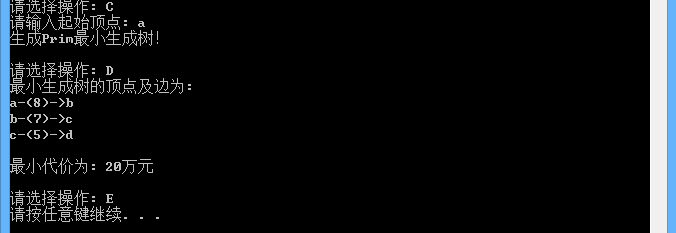 请选择操作: C
请输入起始顶点: a
生成Prim最小生成树!
请选择操作: D
最小生成树的顶点及边为:
a-(8)->b
b-(7)->c
c-(5)->d
最小代价为: 20万元
请选择操作: E
请按任意键继续. . .